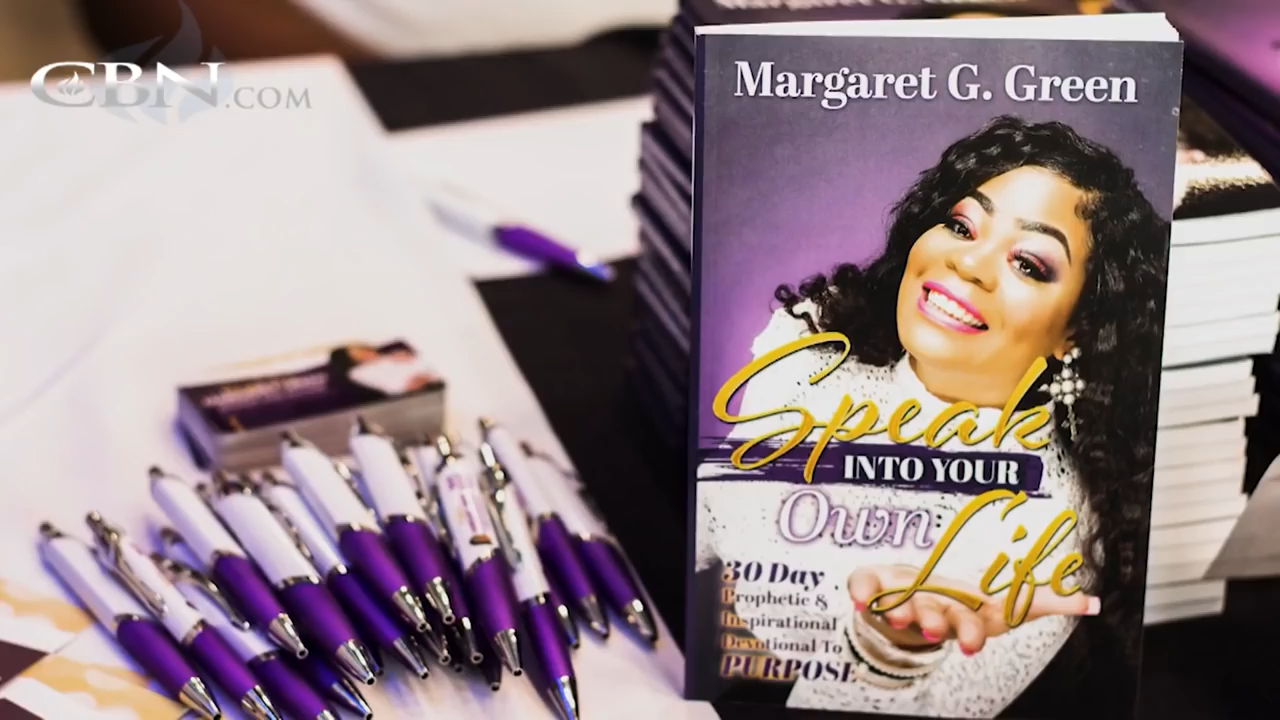 CBN.COM
Margaret G. Green
Speak
INTO YOUR
Own Life
30 Day
Prophetic &
Inspirational
Devotional To
PURPOSE